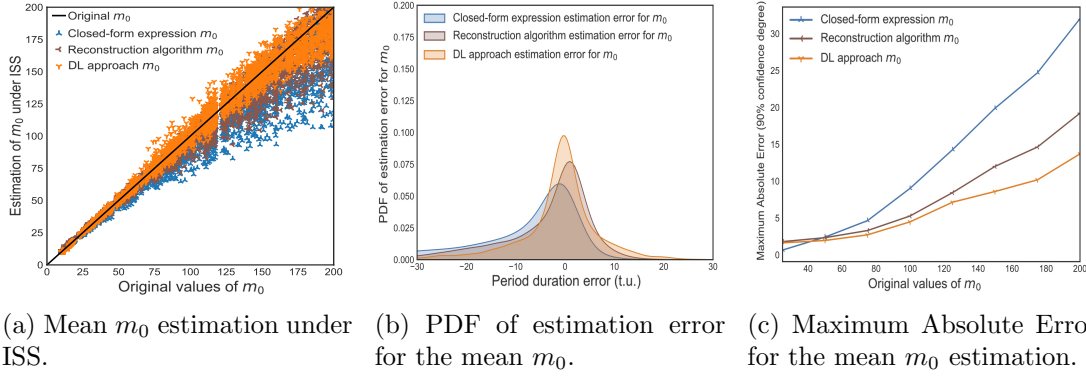 200
175
150
125
100
75
50
25
0
Estimation of m0 under ISS
Original m0
Closed-form expression m0
Reconstruction algorithm m0
DL approach m0
0 25 50 75 100 125 150 175 200
Original values of m0
(a) Mean m0 estimation under
ISS.
0.200
0.175
0.150
0.125
0.100
0.075
0.050
0.025
0.000
PDF of estimation error for m0
Closed-form expression estimation error for m0
Reconstruction algorithm estimation error for m0
DL approach estimation error for m0
−30 −20 −10 0 10 20 30
Period duration error (t.u.)
(b) PDF of estimation error
for the mean m0.
30
25
20
15
10
5
0
Maximum Absolute Error (90% confidence degree)
Closed-form expression m0
Reconstruction algorithm m0
DL approach m0
40 60 80 100 120 140 160 180 200
Original values of m0
(c) Maximum Absolute Erro
for the mean m0 estimation.